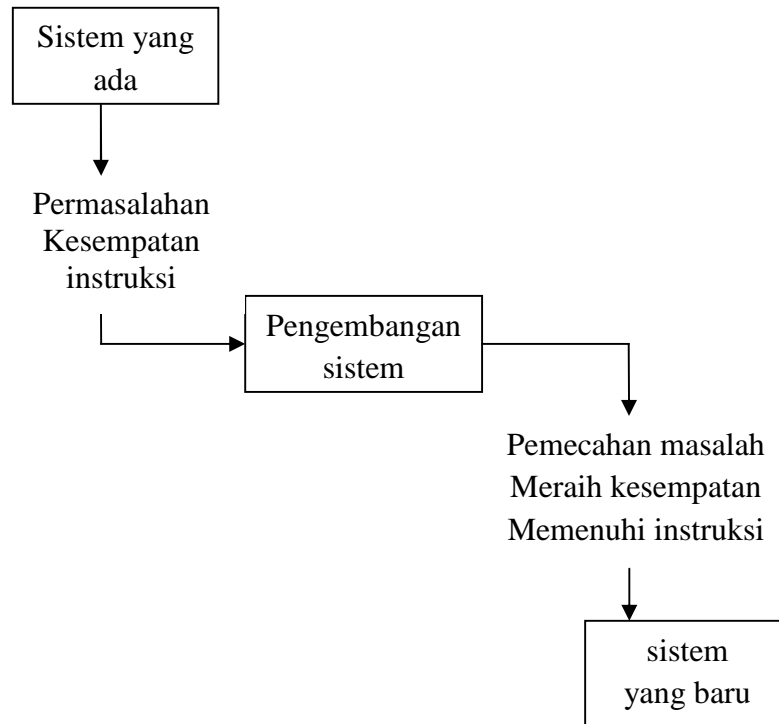 Sistem yang
ada
Permasalahan
Kesempatan
instruksi
Pengembangan
sistem
Pemecahan masalah
Meraih kesempatan
Memenuhi instruksi
sistem
yang baru